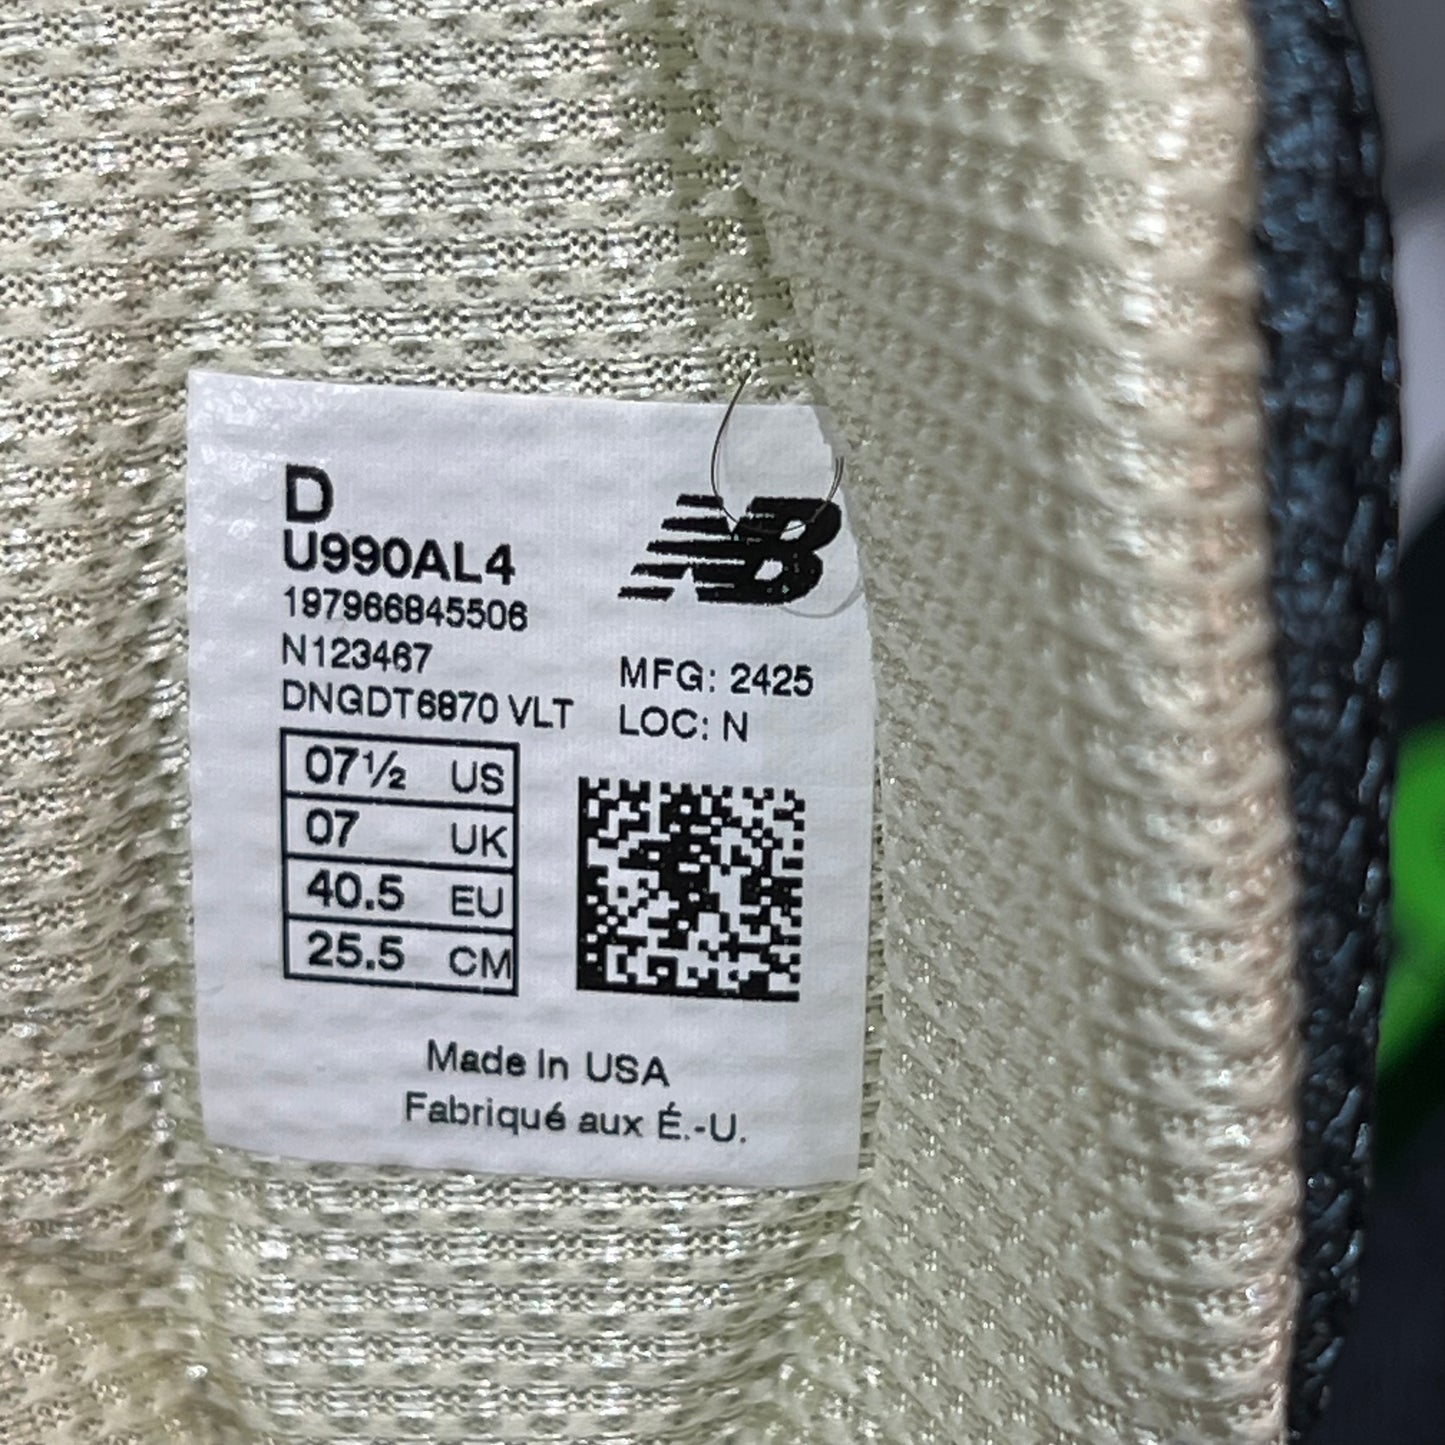 D
U990AL4
197966845506
N123467
DNGDT6870 VLT
NB
MFG: 2425
LOC: N
07½ US
07 UK
40.5 EU
25.5 CM
Made In USA
Fabriqué aux É.-U.